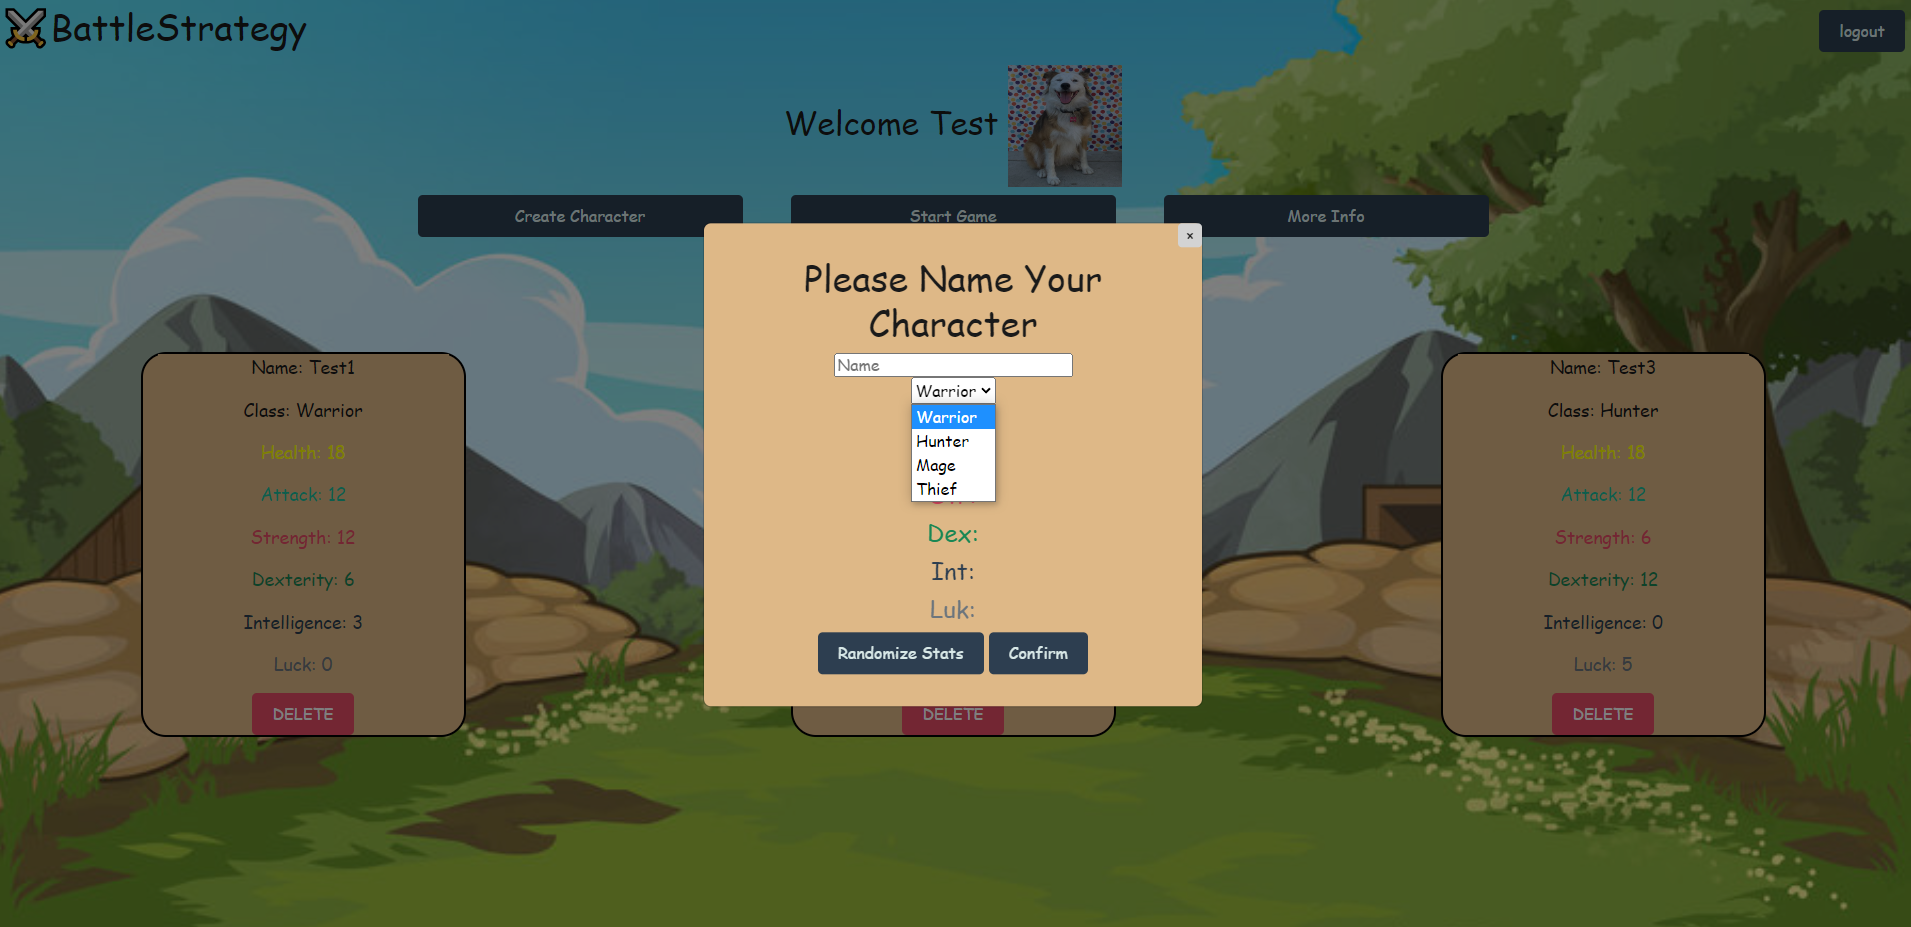 BattleStrategy
logout
Welcome Test
Create Character
Start Game
More Info
×
Please Name Your
Character
Name
Warrior
Warrior
Hunter
Mage
Thief
Dex:
Int:
Luk:
Randomize Stats
Confirm
Name: Test1
Class: Warrior
Health: 18
Attack: 12
Strength: 12
Dexterity: 6
Intelligence: 3
Luck: 0
DELETE
DELETE
Name: Test3
Class: Hunter
Health: 18
Attack: 12
Strength: 6
Dexterity: 12
Intelligence: 0
Luck: 5
DELETE